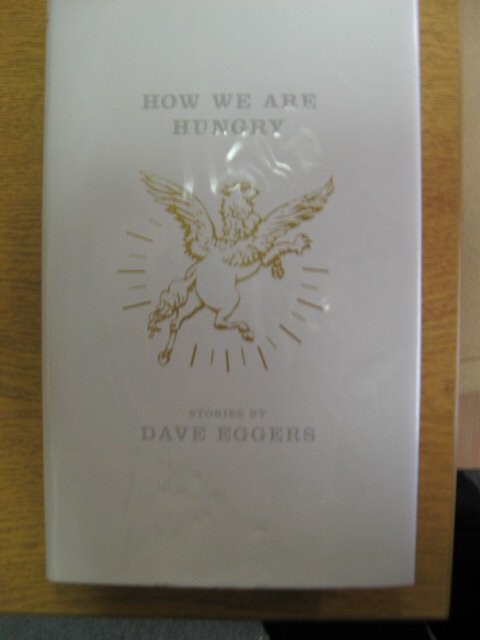 HOW WE ARE
HUNGRY
STORIES BY
DAVE EGGERS